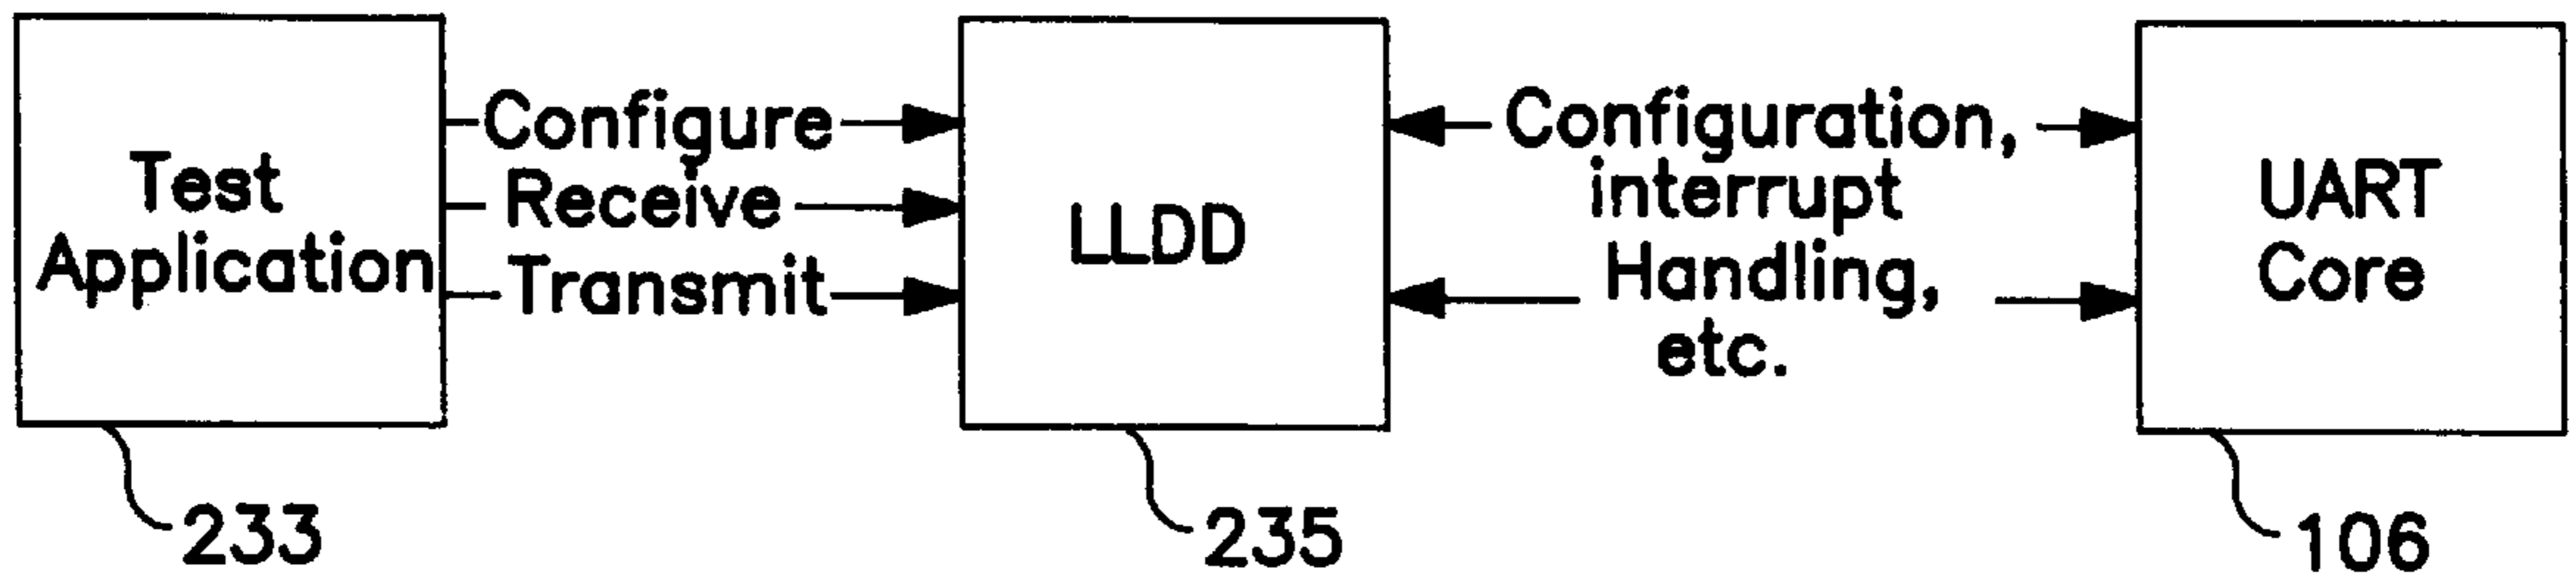 Test
Application
Configure
Receive
Transmit
LLDD
Configuration,
interrupt
Handling,
etc.
UART
Core
233
235
106